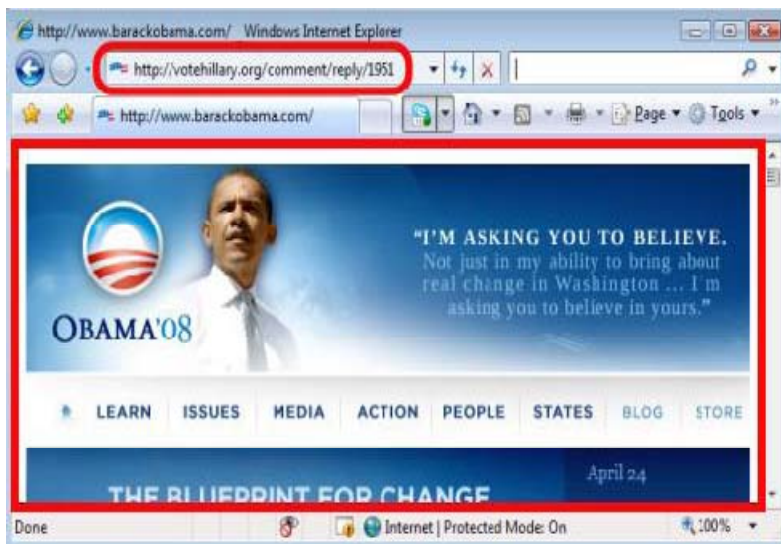 http://www.barackobama.com/ Windows Internet Explorer
http://votehillary.org/comment/reply/1951
http://www.barackobama.com/
Page
Tools
"I'M ASKING YOU TO BELIEVE.
Not just in my ability to bring about
real change in Washington ... I'm
asking you to believe in yours."
OBAMA'08
LEARN ISSUES MEDIA ACTION PEOPLE STATES BLOG STORE
April 24
THE BLUEPRINT FOR CHANGE
Done
Internet | Protected Mode: On
100%